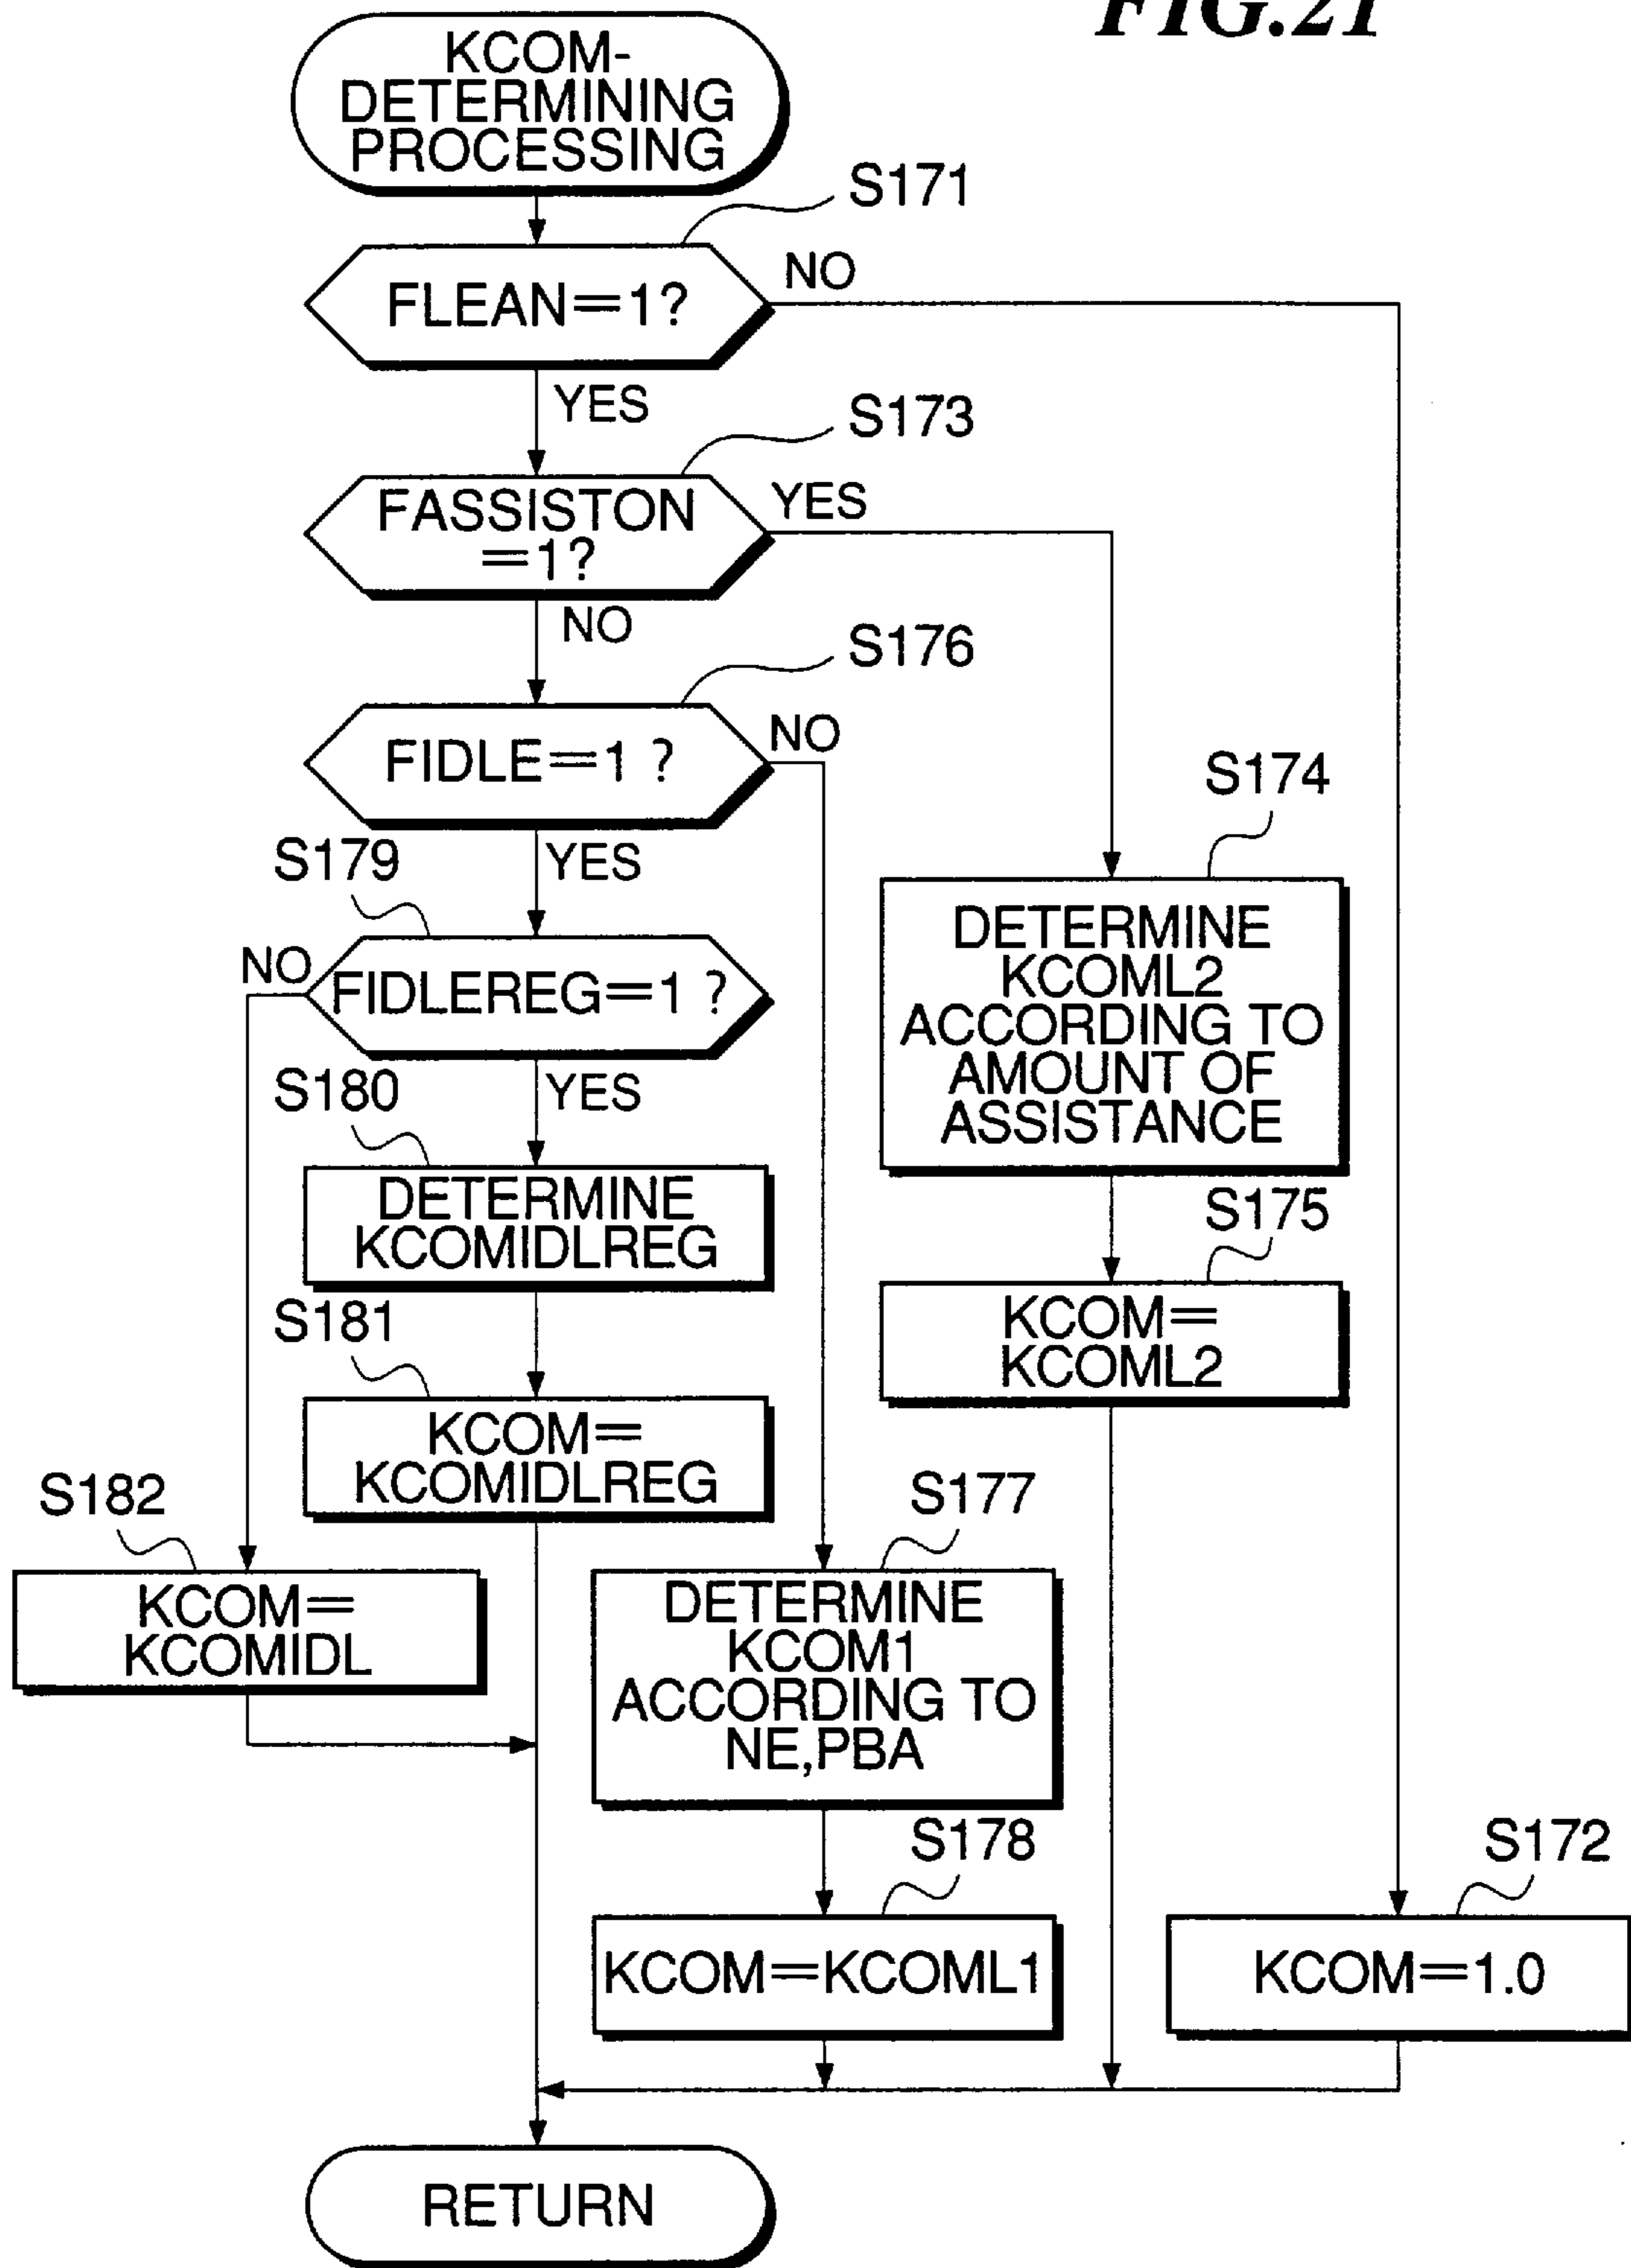 FIG.21
KCOM-
DETERMINING
PROCESSING
S171
FLEAN=1?
NO
YES
S173
FASSISTON
=1?
YES
NO
S176
FIDLE=1 ?
NO
YES
S174
DETERMINE
KCOML2
ACCORDING TO
AMOUNT OF
ASSISTANCE
S179
NO
FIDLEREG=1 ?
YES
S180
DETERMINE
KCOMIDLREG
S175
KCOM=
KCOML2
S181
KCOM=
KCOMIDLREG
S182
KCOM=
KCOMIDL
S177
DETERMINE
KCOM1
ACCORDING TO
NE,PBA
S178
KCOM=KCOML1
S172
KCOM=1.0
RETURN